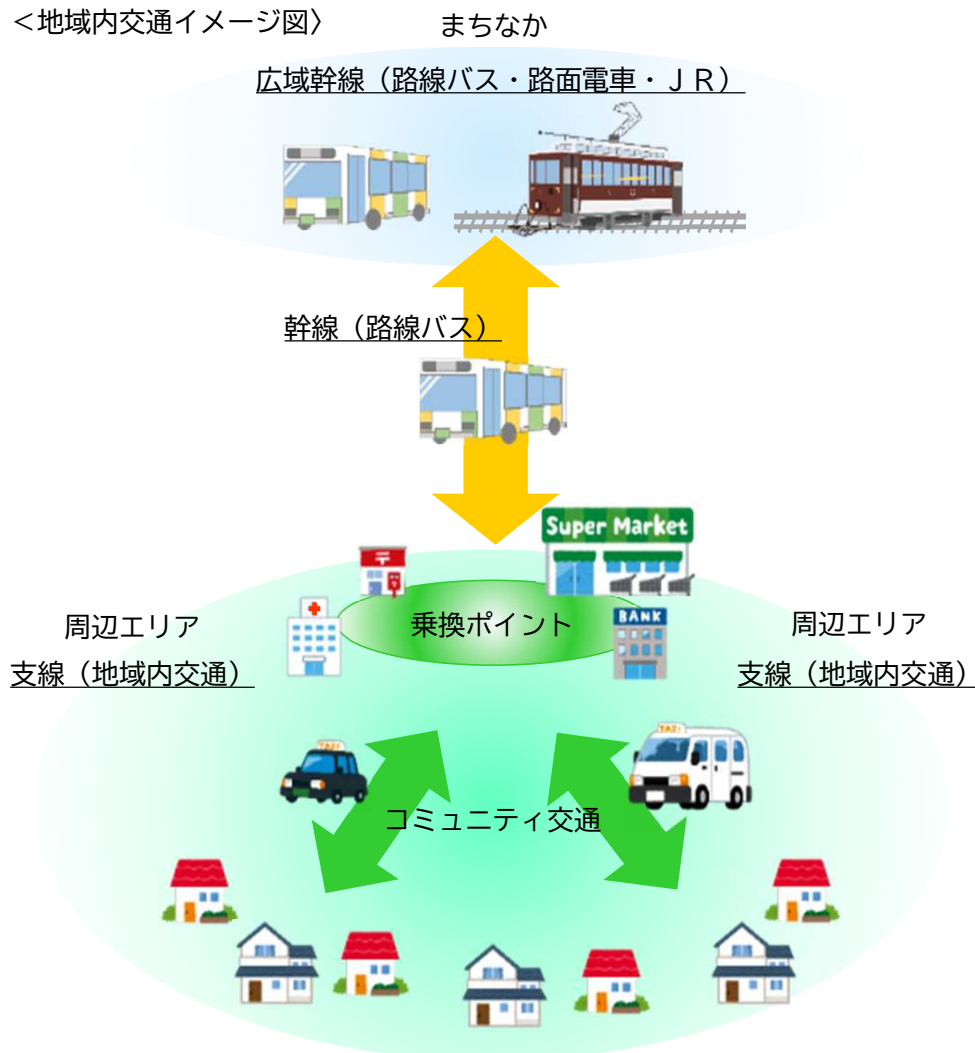 ＜地域内交通イメージ図〉
まちなか
広域幹線（路線バス・路面電車・ＪＲ）
幹線（路線バス）
Super Market
〒
BANK
乗換ポイント
周辺エリア
支線（地域内交通）
周辺エリア
支線（地域内交通）
TAXI
TAXI
コミュニティ交通